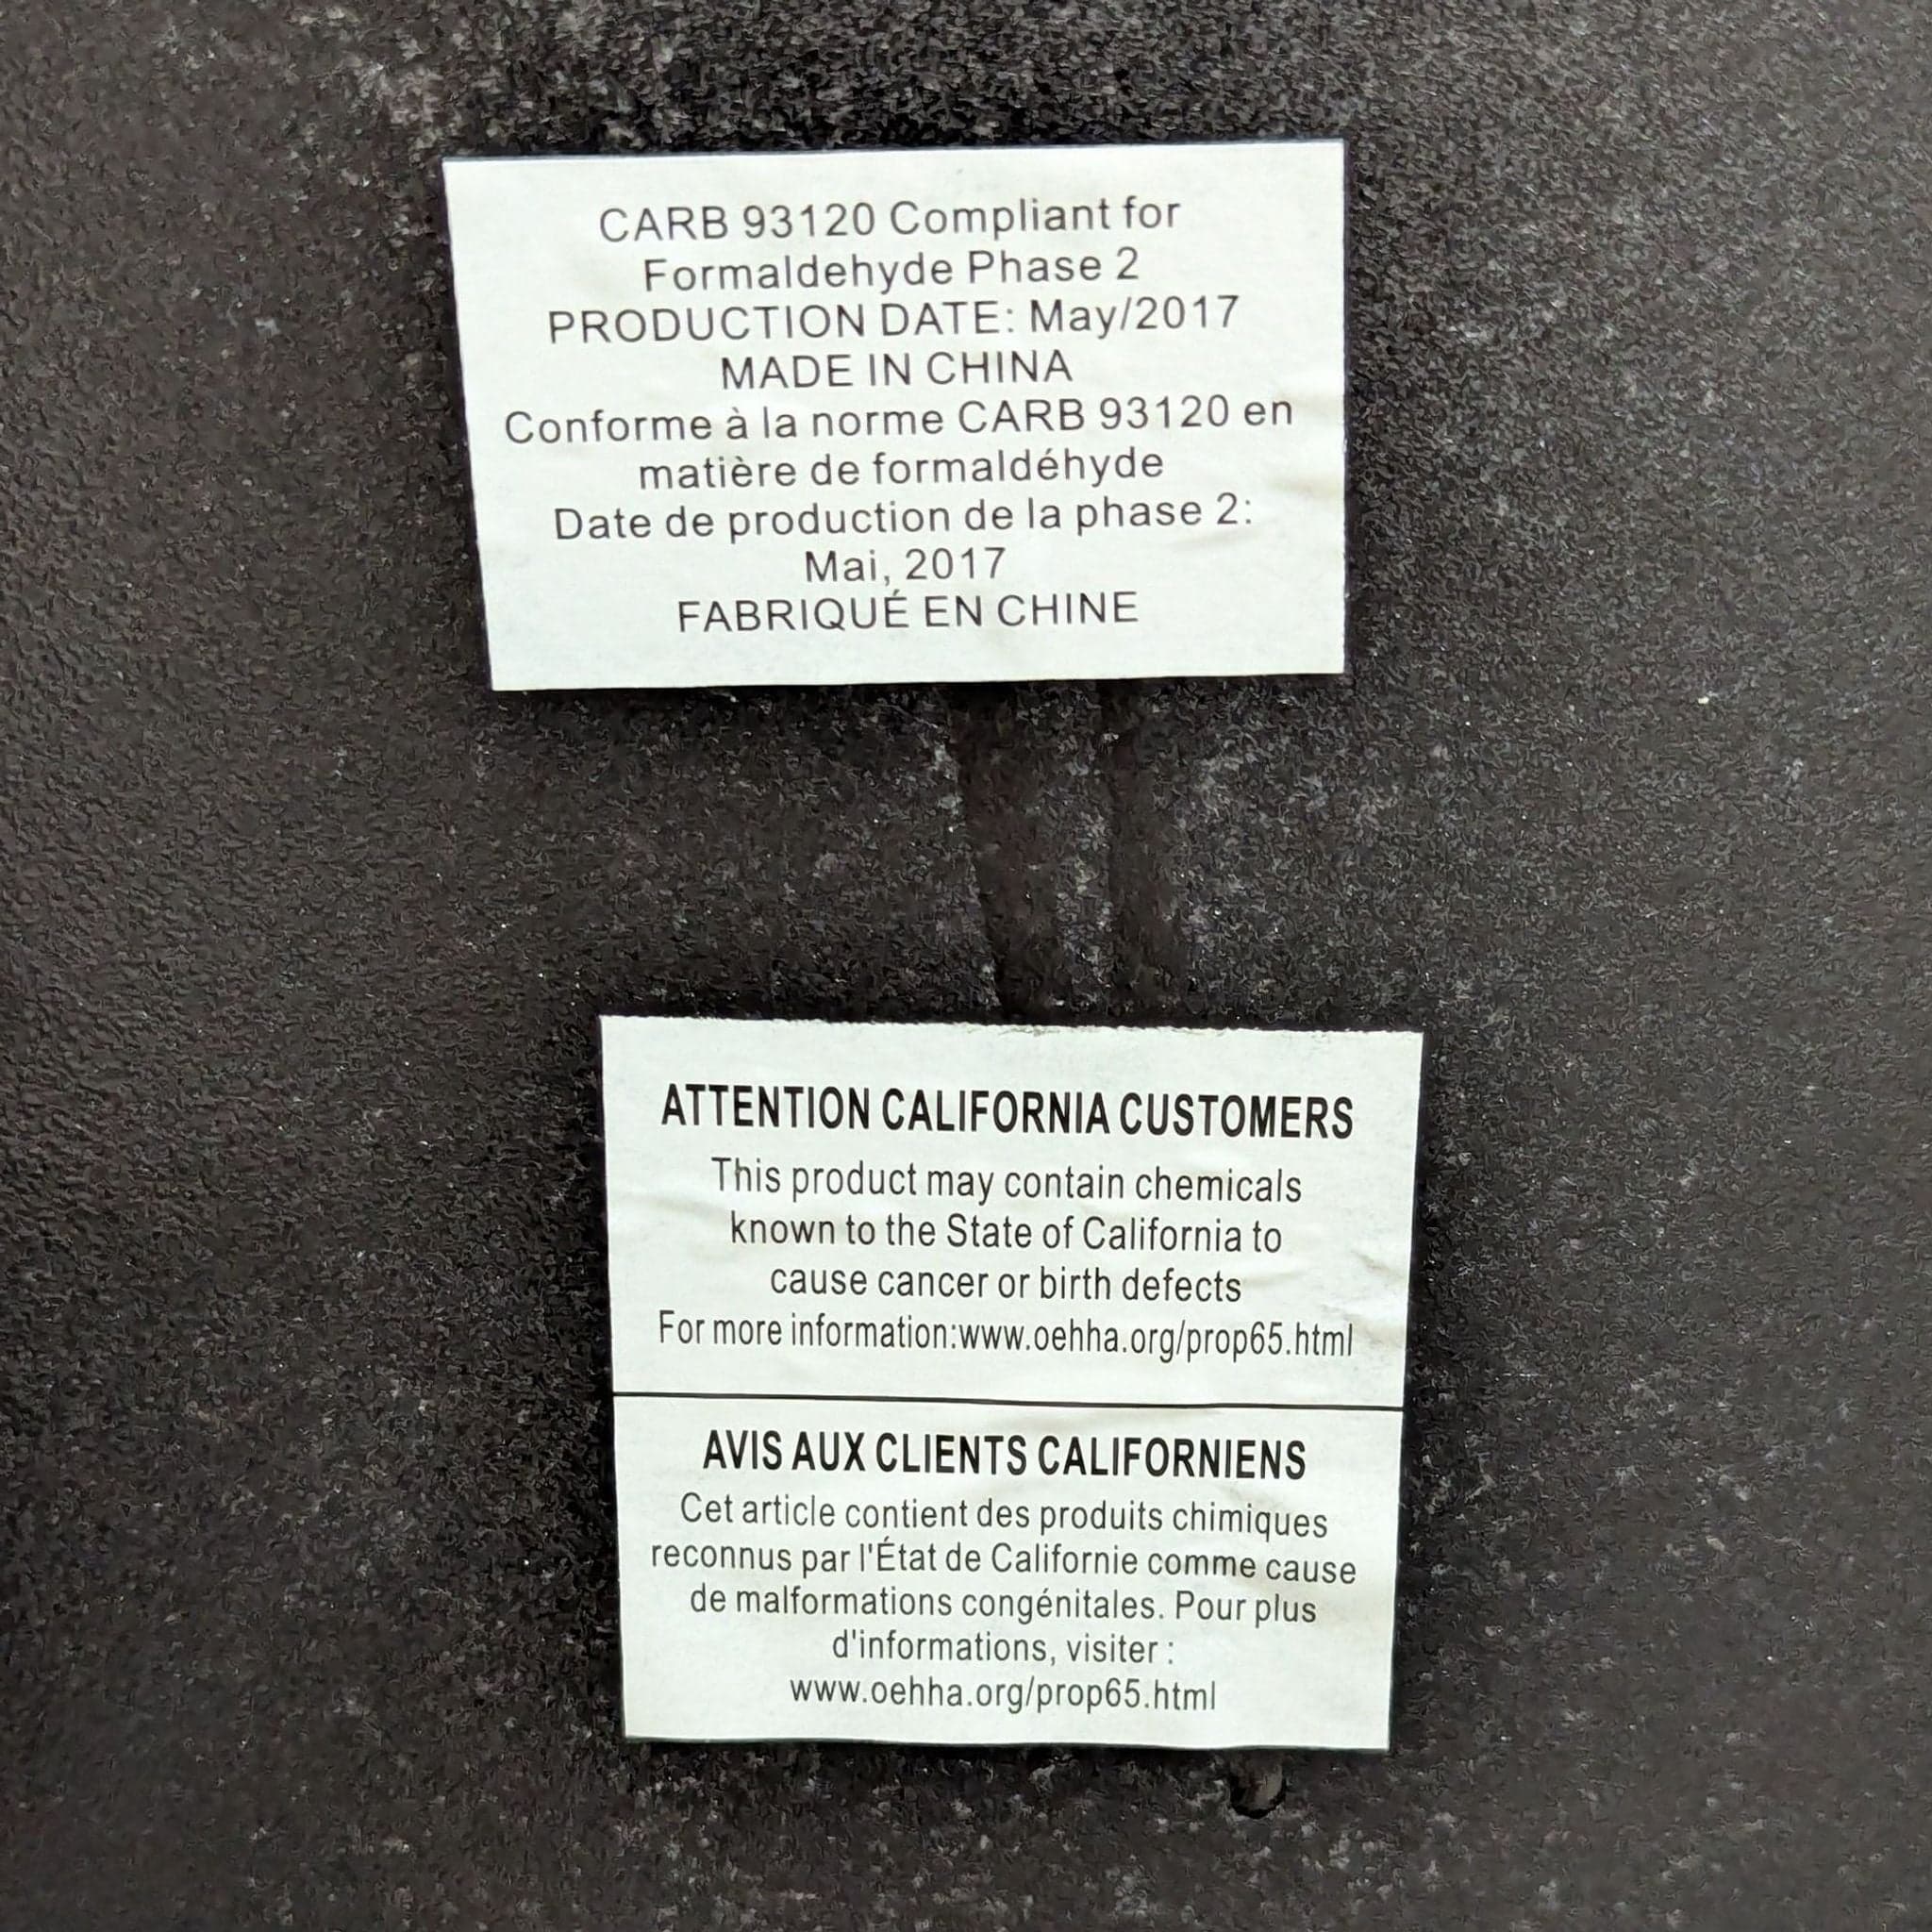 CARB 93120 Compliant for
Formaldehyde Phase 2
PRODUCTION DATE: May/2017
MADE IN CHINA
Conforme à la norme CARB 93120 en
matière de formaldéhyde
Date de production de la phase 2:
Mai, 2017
FABRIQUÉ EN CHINE
ATTENTION CALIFORNIA CUSTOMERS
This product may contain chemicals
known to the State of California to
cause cancer or birth defects
For more information:www.oehha.org/prop65.html
AVIS AUX CLIENTS CALIFORNIENS
Cet article contient des produits chimiques
reconnus par l'État de Californie comme cause
de malformations congénitales. Pour plus
d'informations, visiter :
www.oehha.org/prop65.html